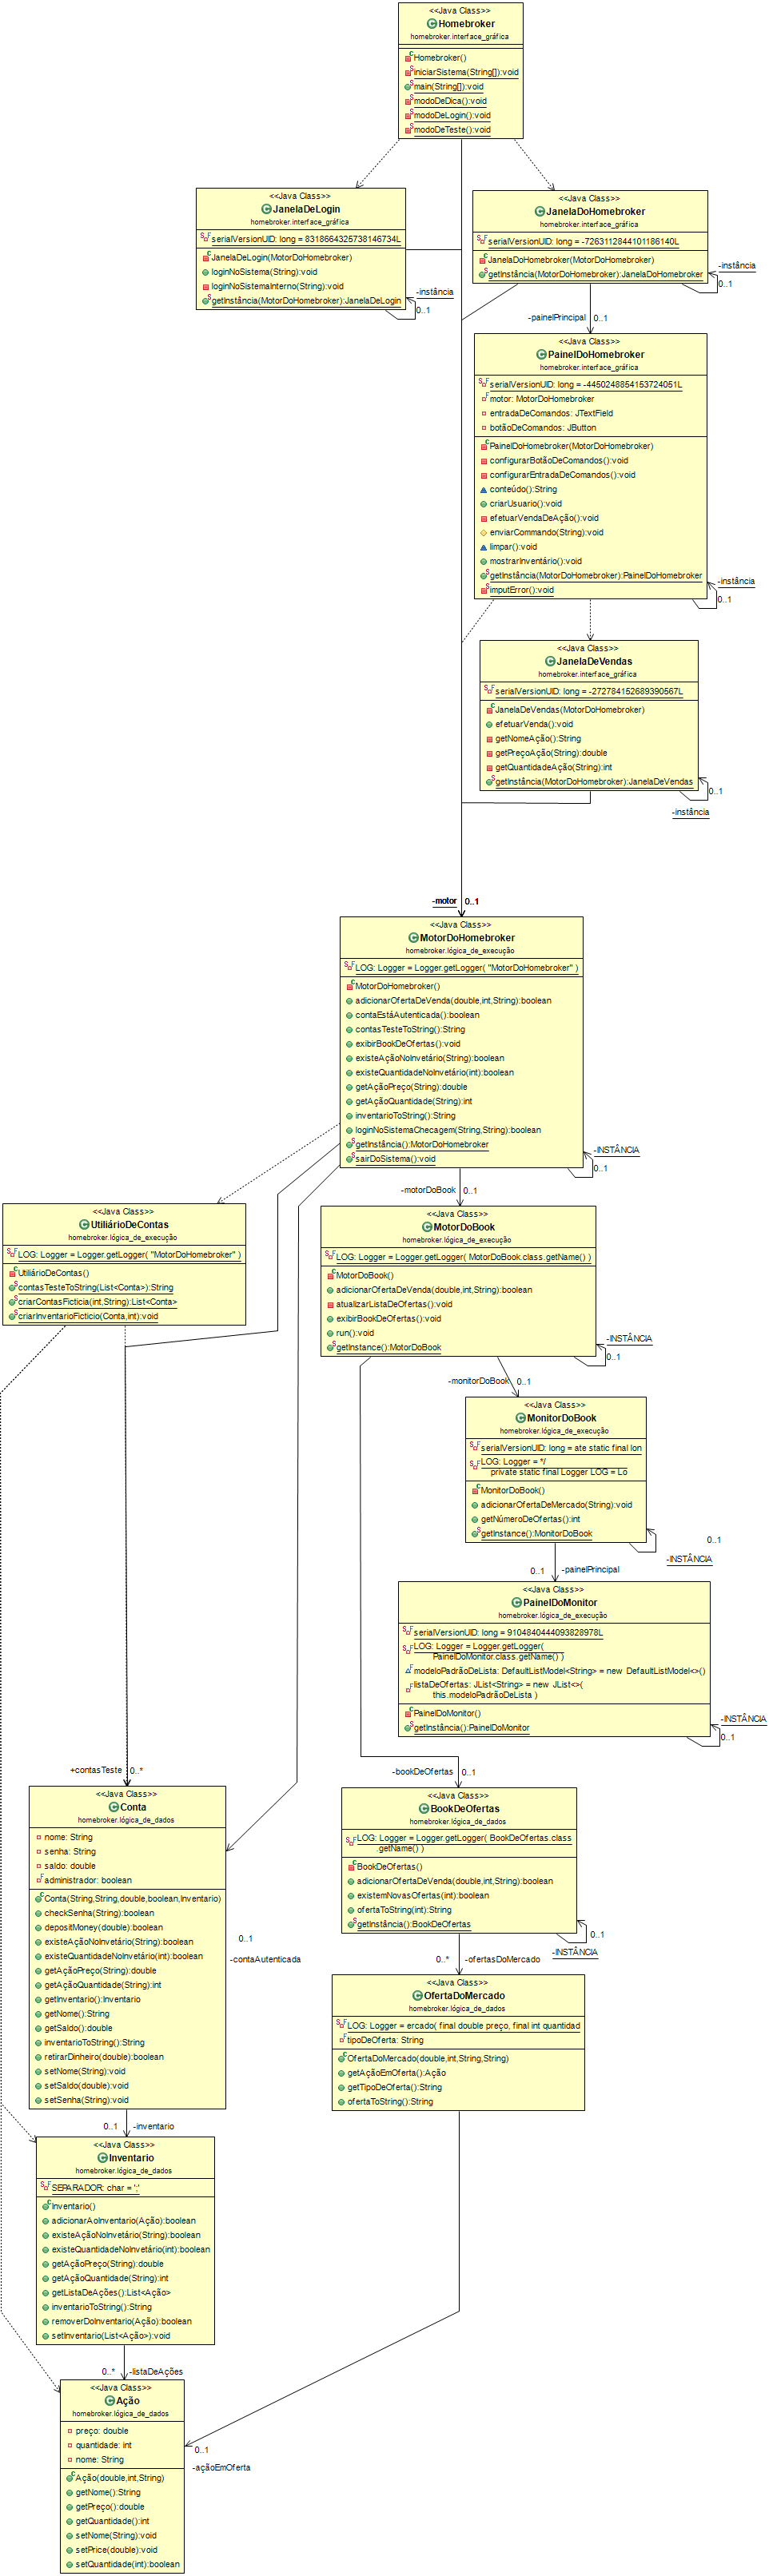 <<Java Class>>
Homebroker
homebroker.interface_gráfica
Homebroker()
iniciarSistema(String[]):void
main(String[]):void
modoDeDica():void
modoDeLogin():void
modoDeTeste():void
<<Java Class>>
JanelaDeLogin
homebroker.interface_gráfica
serialVersionUID: long = 8318664325738146734L
JanelaDeLogin(MotorDoHomebroker)
loginNoSistema(String):void
loginNoSistemaInterno(String):void
getInstância(MotorDoHomebroker):JanelaDeLogin
-instância
0..1
<<Java Class>>
JanelaDoHomebroker
homebroker.interface_gráfica
serialVersionUID: long = -7263112844101186140L
JanelaDoHomebroker(MotorDoHomebroker)
getInstância(MotorDoHomebroker):JanelaDoHomebroker
-instância
0..1
-painelPrincipal
0..1
<<Java Class>>
PainelDoHomebroker
homebroker.interface_gráfica
serialVersionUID: long = -4450248854153724051L
motor: MotorDoHomebroker
entradaDeComandos: JTextField
botãoDeComandos: JButton
PainelDoHomebroker(MotorDoHomebroker)
configurarBotãoDeComandos():void
configurarEntradaDeComandos():void
conteúdo():String
criarUsuario():void
efetuarVendaDeAção():void
enviarCommando(String):void
limpar():void
mostrarInventário():void
getInstância(MotorDoHomebroker):PainelDoHomebroker
imputError():void
-instância
0..1
<<Java Class>>
JanelaDeVendas
homebroker.interface_gráfica
serialVersionUID: long = -272784152689390567L
JanelaDeVendas(MotorDoHomebroker)
efetuarVenda():void
getNomeAção():String
getPreçoAção(String):double
getQuantidadeAção(String):int
getInstância(MotorDoHomebroker):JanelaDeVendas
0..1
-instância
-motor
0..1
<<Java Class>>
MotorDoHomebroker
homebroker.lógica_de_execução
LOG: Logger = Logger.getLogger( "MotorDoHomebroker" )
MotorDoHomebroker()
adicionarOfertaDeVenda(double,int,String):boolean
contaEstáAutenticada():boolean
contasTesteToString():String
exibirBookDeOfertas():void
existeAçãoNoInvetário(String):boolean
existeQuantidadeNoInvetário(int):boolean
getAçãoPreço(String):double
getAçãoQuantidade(String):int
inventarioToString():String
loginNoSistemaChecagem(String,String):boolean
getInstância():MotorDoHomebroker
sairDoSistema():void
-INSTÂNCIA
0..1
-motorDoBook
0..1
<<Java Class>>
UtiliárioDeContas
homebroker.lógica_de_execução
LOG: Logger = Logger.getLogger( "MotorDoHomebroker" )
UtiliárioDeContas()
contasTesteToString(List<Conta>):String
criarContasFicticia(int,String):List<Conta>
criarInventarioFicticio(Conta,int):void
<<Java Class>>
MotorDoBook
homebroker.lógica_de_execução
LOG: Logger = Logger.getLogger( MotorDoBook.class.getName() )
MotorDoBook()
adicionarOfertaDeVenda(double,int,String):boolean
atualizarListaDeOfertas():void
exibirBookDeOfertas():void
run():void
getInstance():MotorDoBook
-INSTÂNCIA
0..1
-monitorDoBook
0..1
<<Java Class>>
MonitorDoBook
homebroker.lógica_de_execução
serialVersionUID: long = ate static final lon
LOG: Logger = */
private static final Logger LOG = Lo
MonitorDoBook()
adicionarOfertaDeMercado(String):void
getNúmeroDeOfertas():int
getInstance():MonitorDoBook
0..1
-INSTÂNCIA
0..1
-painelPrincipal
<<Java Class>>
PainelDoMonitor
homebroker.lógica_de_execução
serialVersionUID: long = 9104840444093828978L
LOG: Logger = Logger.getLogger(
PainelDoMonitor.class.getName() )
modeloPadrãoDeLista: DefaultListModel<String> = new DefaultListModel<>()
listaDeOfertas: JList<String> = new JList<>(
this.modeloPadrãoDeLista )
PainelDoMonitor()
getInstância():PainelDoMonitor
-INSTÂNCIA
0..1
+contasTeste
0..*
-bookDeOfertas
0..1
<<Java Class>>
Conta
homebroker.lógica_de_dados
nome: String
senha: String
saldo: double
administrador: boolean
Conta(String,String,double,boolean,Inventario)
checkSenha(String):boolean
depositMoney(double):boolean
existeAçãoNoInvetário(String):boolean
existeQuantidadeNoInvetário(int):boolean
getAçãoPreço(String):double
getAçãoQuantidade(String):int
getInventario():Inventario
getNome():String
getSaldo():double
inventarioToString():String
retirarDinheiro(double):boolean
setNome(String):void
setSaldo(double):void
setSenha(String):void
0..1
-contaAutenticada
<<Java Class>>
BookDeOfertas
homebroker.lógica_de_dados
LOG: Logger = Logger.getLogger( BookDeOfertas.class
.getName() )
BookDeOfertas()
adicionarOfertaDeVenda(double,int,String):boolean
existemNovasOfertas(int):boolean
ofertaToString(int):String
getInstância():BookDeOfertas
0..1
-INSTÂNCIA
0..*
-ofertasDoMercado
<<Java Class>>
OfertaDoMercado
homebroker.lógica_de_dados
LOG: Logger = ercado( final double preço, final int quantidad
tipoDeOferta: String
OfertaDoMercado(double,int,String,String)
getAçãoEmOferta():Ação
getTipoDeOferta():String
ofertaToString():String
0..1
-inventario
<<Java Class>>
Inventario
homebroker.lógica_de_dados
SEPARADOR: char = ';'
Inventario()
adicionarAoInventario(Ação):boolean
existeAçãoNoInvetário(String):boolean
existeQuantidadeNoInvetário(int):boolean
getAçãoPreço(String):double
getAçãoQuantidade(String):int
getListaDeAções():List<Ação>
inventarioToString():String
removerDoInventario(Ação):boolean
setInventario(List<Ação>):void
0..*
-listaDeAções
<<Java Class>>
Ação
homebroker.lógica_de_dados
preço: double
quantidade: int
nome: String
Ação(double,int,String)
getNome():String
getPreço():double
getQuantidade():int
setNome(String):void
setPrice(double):void
setQuantidade(int):boolean
0..1
-açãoEmOferta